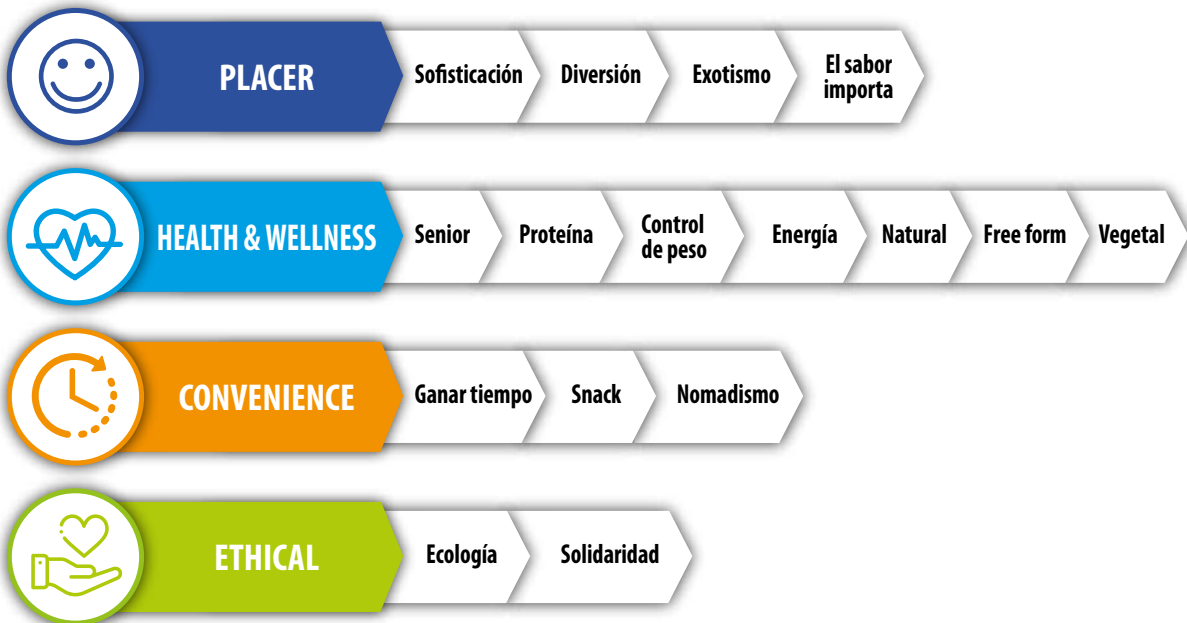 PLACER
Sofisticación
Diversión
Exotismo
El sabor
importa
HEALTH & WELLNESS
Senior
Proteína
Control
de peso
Energía
Natural
Free form
Vegetal
CONVENIENCE
Ganar tiempo
Snack
Nomadismo
ETHICAL
Ecología
Solidaridad